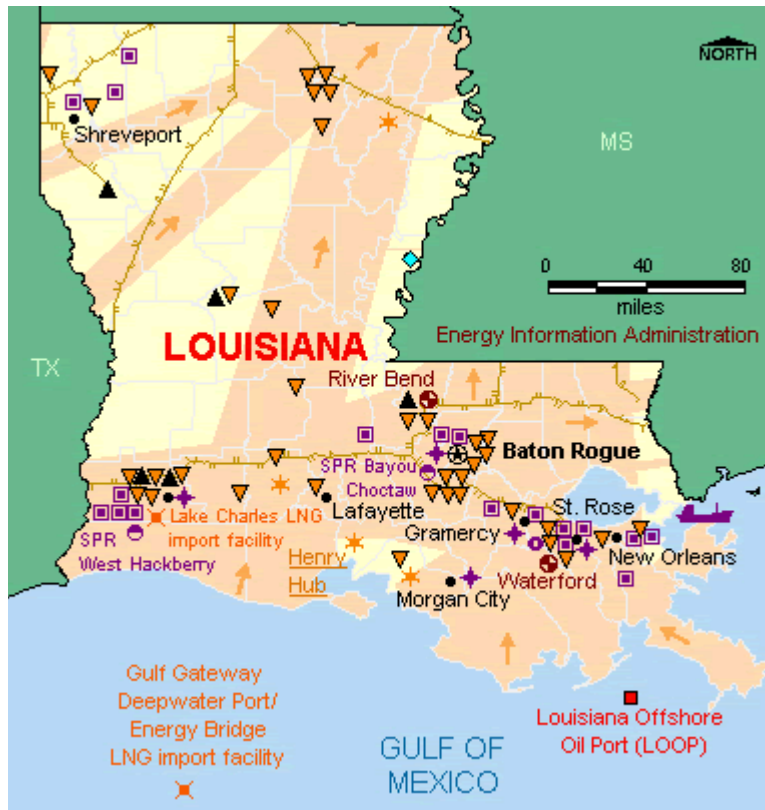 NORTH
Shreveport
MS
0 40 80
miles
Energy Information Administration
LOUISIANA
TX
River Bend
Baton Rogue
SPR Bayou
Choctaw
St. Rose
Lafayette
Lake Charles LNG
import facility
Gramercy
SPR
West Hackberry
New Orleans
Henry
Hub
Waterford
Morgan City
Gulf Gateway
Deepwater Port/
Energy Bridge
LNG import facility
Louisiana Offshore
Oil Port (LOOP)
GULF OF
MEXICO